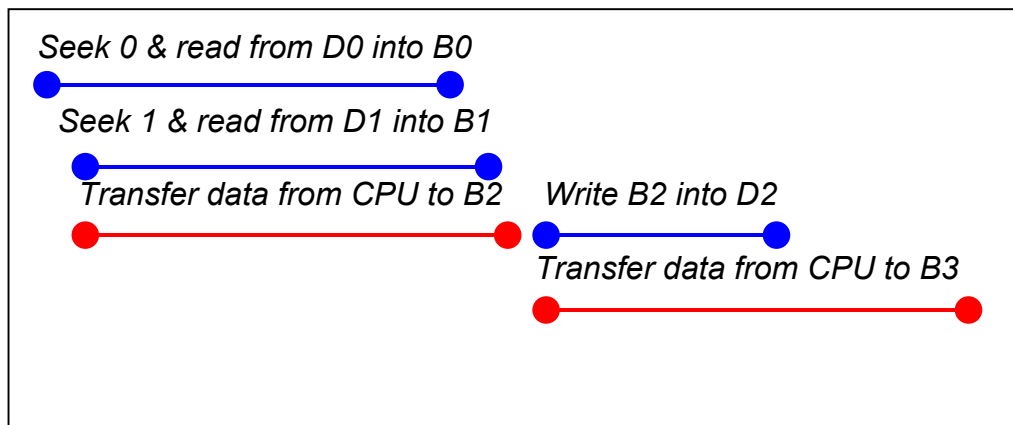 Seek 0 & read from D0 into B0
Seek 1 & read from D1 into B1
Transfer data from CPU to B2
Write B2 into D2
Transfer data from CPU to B3